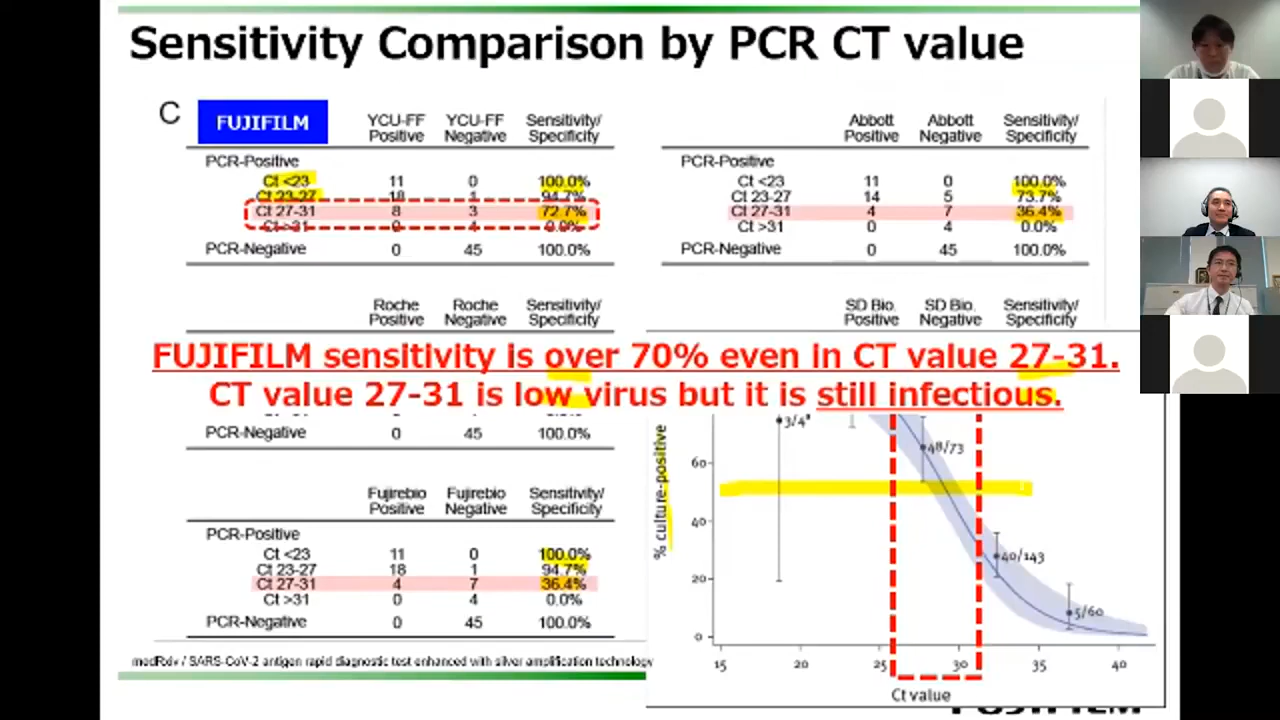 Sensitivity Comparison by PCR CT value
C
FUJIFILM
YCU-FF Positive
YCU-FF Negative
Sensitivity/ Specificity
PCR-Positive
Ct <23 11 0 100.0%
Ct 23-27 18 1 94.7%
Ct 27-31 8 3 72.7%
Ct >31 0 4 0.0%
PCR-Negative 0 45 100.0%
Abbott Positive
Abbott Negative
Sensitivity/ Specificity
PCR-Positive
Ct <23 11 0 100.0%
Ct 23-27 14 5 73.7%
Ct 27-31 4 7 36.4%
Ct >31 0 4 0.0%
PCR-Negative 0 45 100.0%
Roche Positive
Roche Negative
Sensitivity/ Specificity
SD Bio. Positive
SD Bio. Negative
Sensitivity/ Specificity
FUJIFILM sensitivity is over 70% even in CT value 27-31.
CT value 27-31 is low virus but it is still infectious.
PCR-Negative 0 45 100.0%
Fujirebio Positive
Fujirebio Negative
Sensitivity/ Specificity
PCR-Positive
Ct <23 11 0 100.0%
Ct 23-27 18 1 94.7%
Ct 27-31 4 7 36.4%
Ct >31 0 4 0.0%
PCR-Negative 0 45 100.0%
medRxiv / SARS-CoV-2 antigen rapid diagnostic test enhanced with silver amplification technology
% culture-positive
60
40
20
0
3/4
48/73
40/143
5/60
15 20 25 30 35 40
Ct value
FUJIFILM